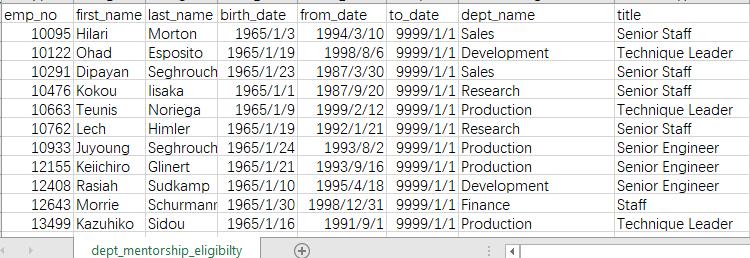 emp_no first_name last_name birth_date from_date to_date dept_name title
10095 Hilari Morton 1965/1/3 1994/3/10 9999/1/1 Sales Senior Staff
10122 Ohad Esposito 1965/1/19 1998/8/6 9999/1/1 Development Technique Leader
10291 Dipayan Seghrouch 1965/1/23 1987/3/30 9999/1/1 Sales Senior Staff
10476 Kokou Iisaka 1965/1/1 1987/9/20 9999/1/1 Research Senior Staff
10663 Teunis Noriega 1965/1/9 1999/2/12 9999/1/1 Production Technique Leader
10762 Lech Himler 1965/1/19 1992/1/21 9999/1/1 Research Senior Staff
10933 Juyoung Seghrouch 1965/1/24 1993/8/2 9999/1/1 Production Senior Engineer
12155 Keiichiro Glinert 1965/1/21 1993/9/16 9999/1/1 Production Senior Engineer
12408 Rasiah Sudkamp 1965/1/10 1995/4/18 9999/1/1 Development Senior Engineer
12643 Morrie Schurmann 1965/1/30 1998/12/31 9999/1/1 Finance Staff
13499 Kazuhiko Sidou 1965/1/16 1991/9/1 9999/1/1 Production Technique Leader
dept_mentorship_eligibilty